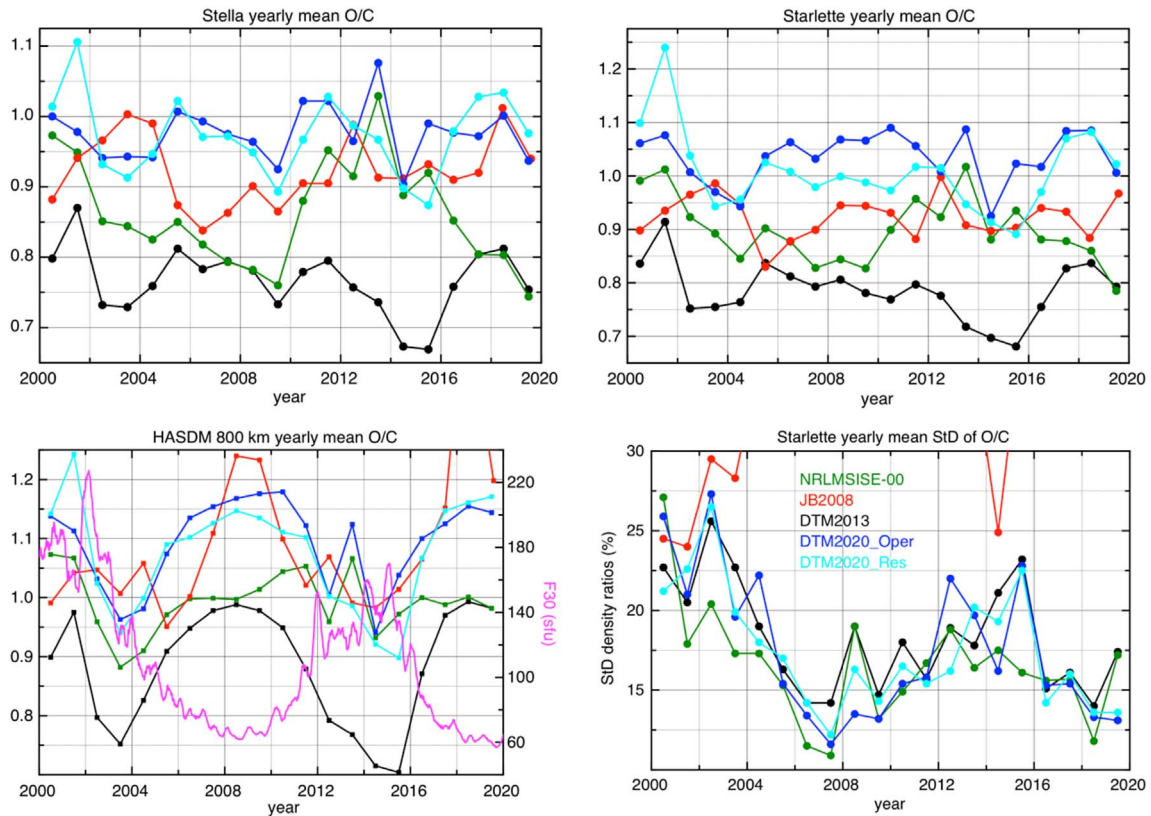 Stella yearly mean O/C
1.1
1.0
0.9
0.8
0.7
2000 2004 2008 2012 2016 2020
year
Starlette yearly mean O/C
1.2
1.1
1.0
0.9
0.8
0.7
2000 2004 2008 2012 2016 2020
year
HASDM 800 km yearly mean O/C
1.2
1.1
1.0
0.9
0.8
220
180
140
100
60
F30 (sfu)
2000 2004 2008 2012 2016 2020
year
Starlette yearly mean StD of O/C
StD density ratios (%)
30
25
20
15
NRLMSISE-00
JB2008
DTM2013
DTM2020_Oper
DTM2020_Res
2000 2004 2008 2012 2016 2020
year